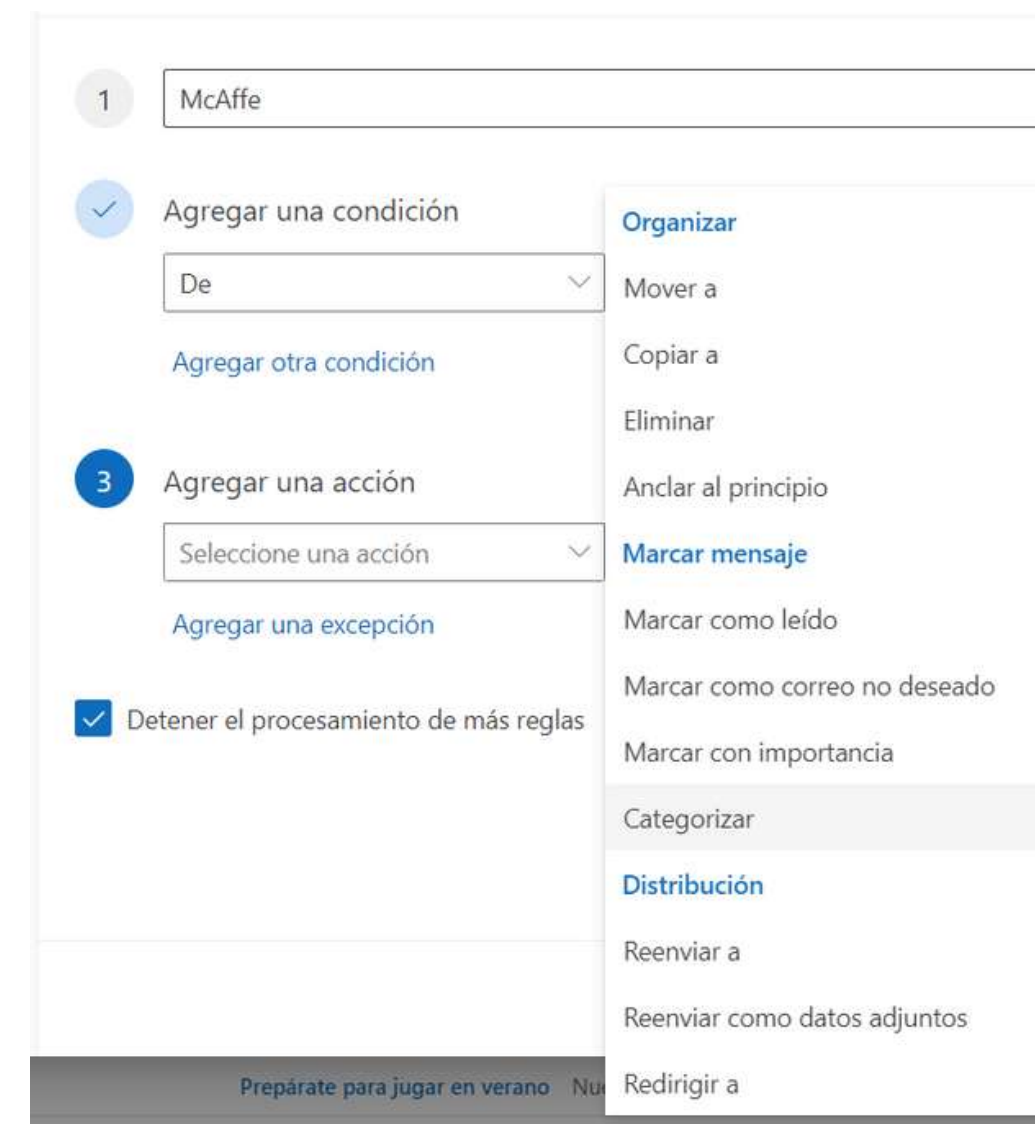 1
McAffe
Agregar una condición
De
Agregar otra condición
3
Agregar una acción
Seleccione una acción
Agregar una excepción
Detener el procesamiento de más reglas
Organizar
Mover a
Copiar a
Eliminar
Anclar al principio
Marcar mensaje
Marcar como leído
Marcar como correo no deseado
Marcar con importancia
Categorizar
Distribución
Reenviar a
Reenviar como datos adjuntos
Redirigir a
Prepárate para jugar en verano